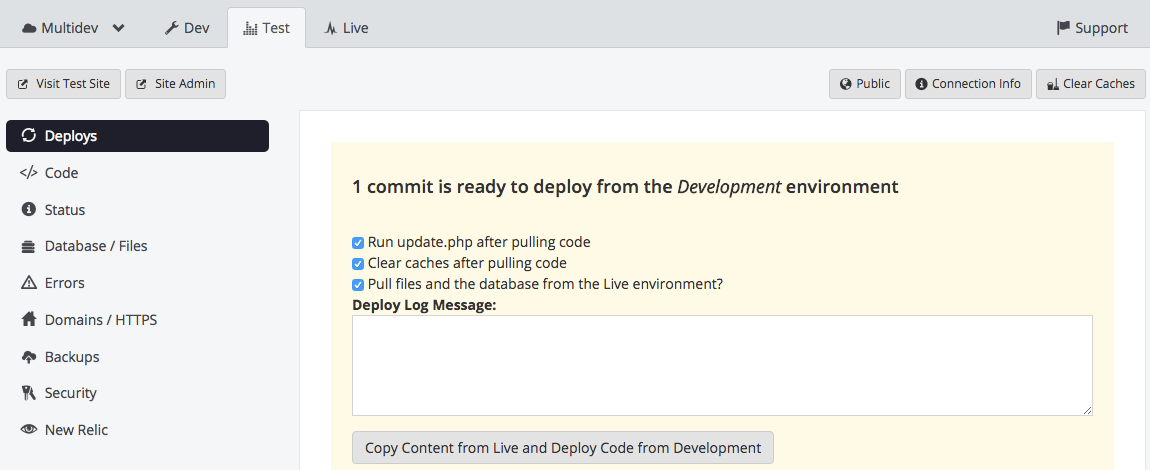 Multidev Dev Test Live Support
Visit Test Site Site Admin Public Connection Info Clear Caches
Deploys
Code
Status
Database / Files
Errors
Domains / HTTPS
Backups
Security
New Relic
1 commit is ready to deploy from the Development environment
Run update.php after pulling code
Clear caches after pulling code
Pull files and the database from the Live environment?
Deploy Log Message:
Copy Content from Live and Deploy Code from Development